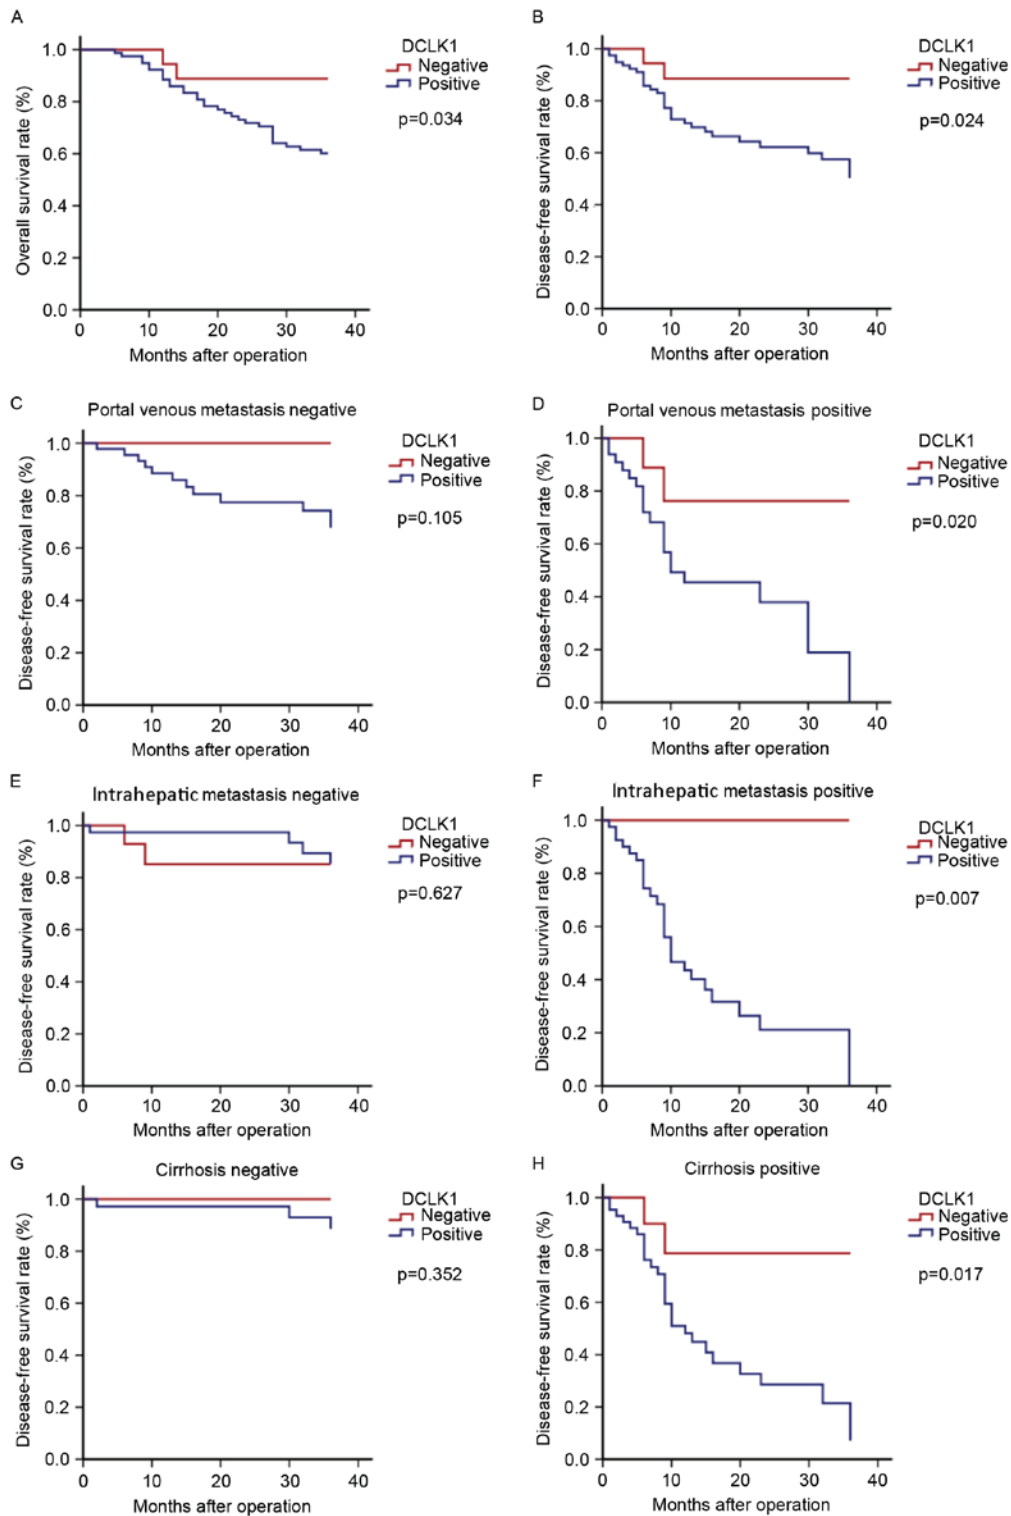 A
DCLK1
Negative
Positive
p=0.034
Overall survival rate (%)
1.0
0.8
0.6
0.4
0.2
0.0
0 10 20 30 40
Months after operation
B
DCLK1
Negative
Positive
p=0.024
Disease-free survival rate (%)
1.0
0.8
0.6
0.4
0.2
0.0
0 10 20 30 40
Months after operation
C
Portal venous metastasis negative
DCLK1
Negative
Positive
p=0.105
Disease-free survival rate (%)
1.0
0.8
0.6
0.4
0.2
0.0
0 10 20 30 40
Months after operation
D
Portal venous metastasis positive
DCLK1
Negative
Positive
p=0.020
Disease-free survival rate (%)
1.0
0.8
0.6
0.4
0.2
0.0
0 10 20 30 40
Months after operation
E
Intrahepatic metastasis negative
DCLK1
Negative
Positive
p=0.627
Disease-free survival rate (%)
1.0
0.8
0.6
0.4
0.2
0.0
0 10 20 30 40
Months after operation
F
Intrahepatic metastasis positive
DCLK1
Negative
Positive
p=0.007
Disease-free survival rate (%)
1.0
0.8
0.6
0.4
0.2
0.0
0 10 20 30 40
Months after operation
G
Cirrhosis negative
DCLK1
Negative
Positive
p=0.352
Disease-free survival rate (%)
1.0
0.8
0.6
0.4
0.2
0.0
0 10 20 30 40
Months after operation
H
Cirrhosis positive
DCLK1
Negative
Positive
p=0.017
Disease-free survival rate (%)
1.0
0.8
0.6
0.4
0.2
0.0
0 10 20 30 40
Months after operation